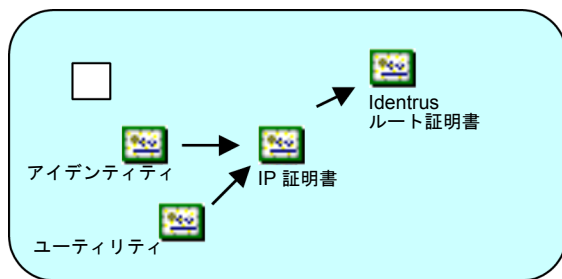 Identrus
ルート証明書
アイデンティティ
IP 証明書
ユーティリティ